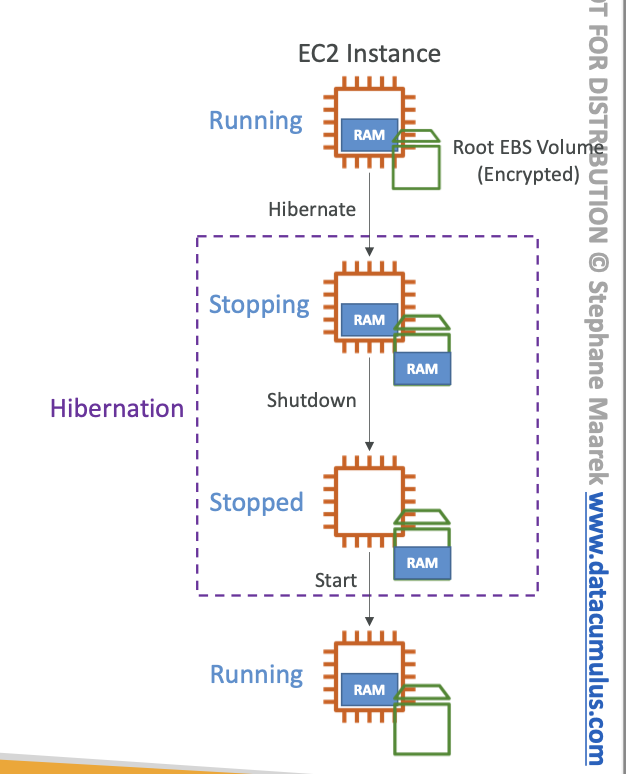 EC2 Instance
Running
RAM
Root EBS Volume
(Encrypted)
Hibernate
Stopping
RAM
RAM
Hibernation
Shutdown
Stopped
RAM
Start
Running
RAM
OT FOR DISTRIBUTION © Stephane Maarek www.datacumulus.com